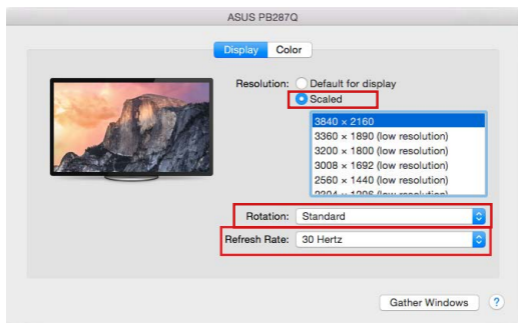 ASUS PB287Q
Display Color
Resolution: Default for display
Scaled
3840 × 2160
3360 × 1890 (low resolution)
3200 × 1800 (low resolution)
3008 × 1692 (low resolution)
2560 × 1440 (low resolution)
Rotation: Standard
Refresh Rate: 30 Hertz
Gather Windows ?